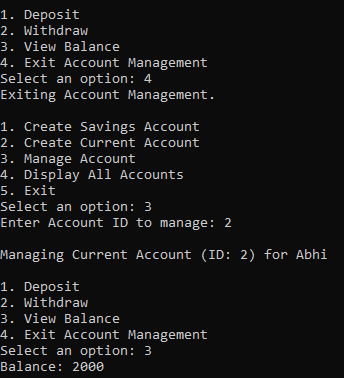 1. Deposit
2. Withdraw
3. View Balance
4. Exit Account Management
Select an option: 4
Exiting Account Management.
1. Create Savings Account
2. Create Current Account
3. Manage Account
4. Display All Accounts
5. Exit
Select an option: 3
Enter Account ID to manage: 2
Managing Current Account (ID: 2) for Abhi
1. Deposit
2. Withdraw
3. View Balance
4. Exit Account Management
Select an option: 3
Balance: 2000